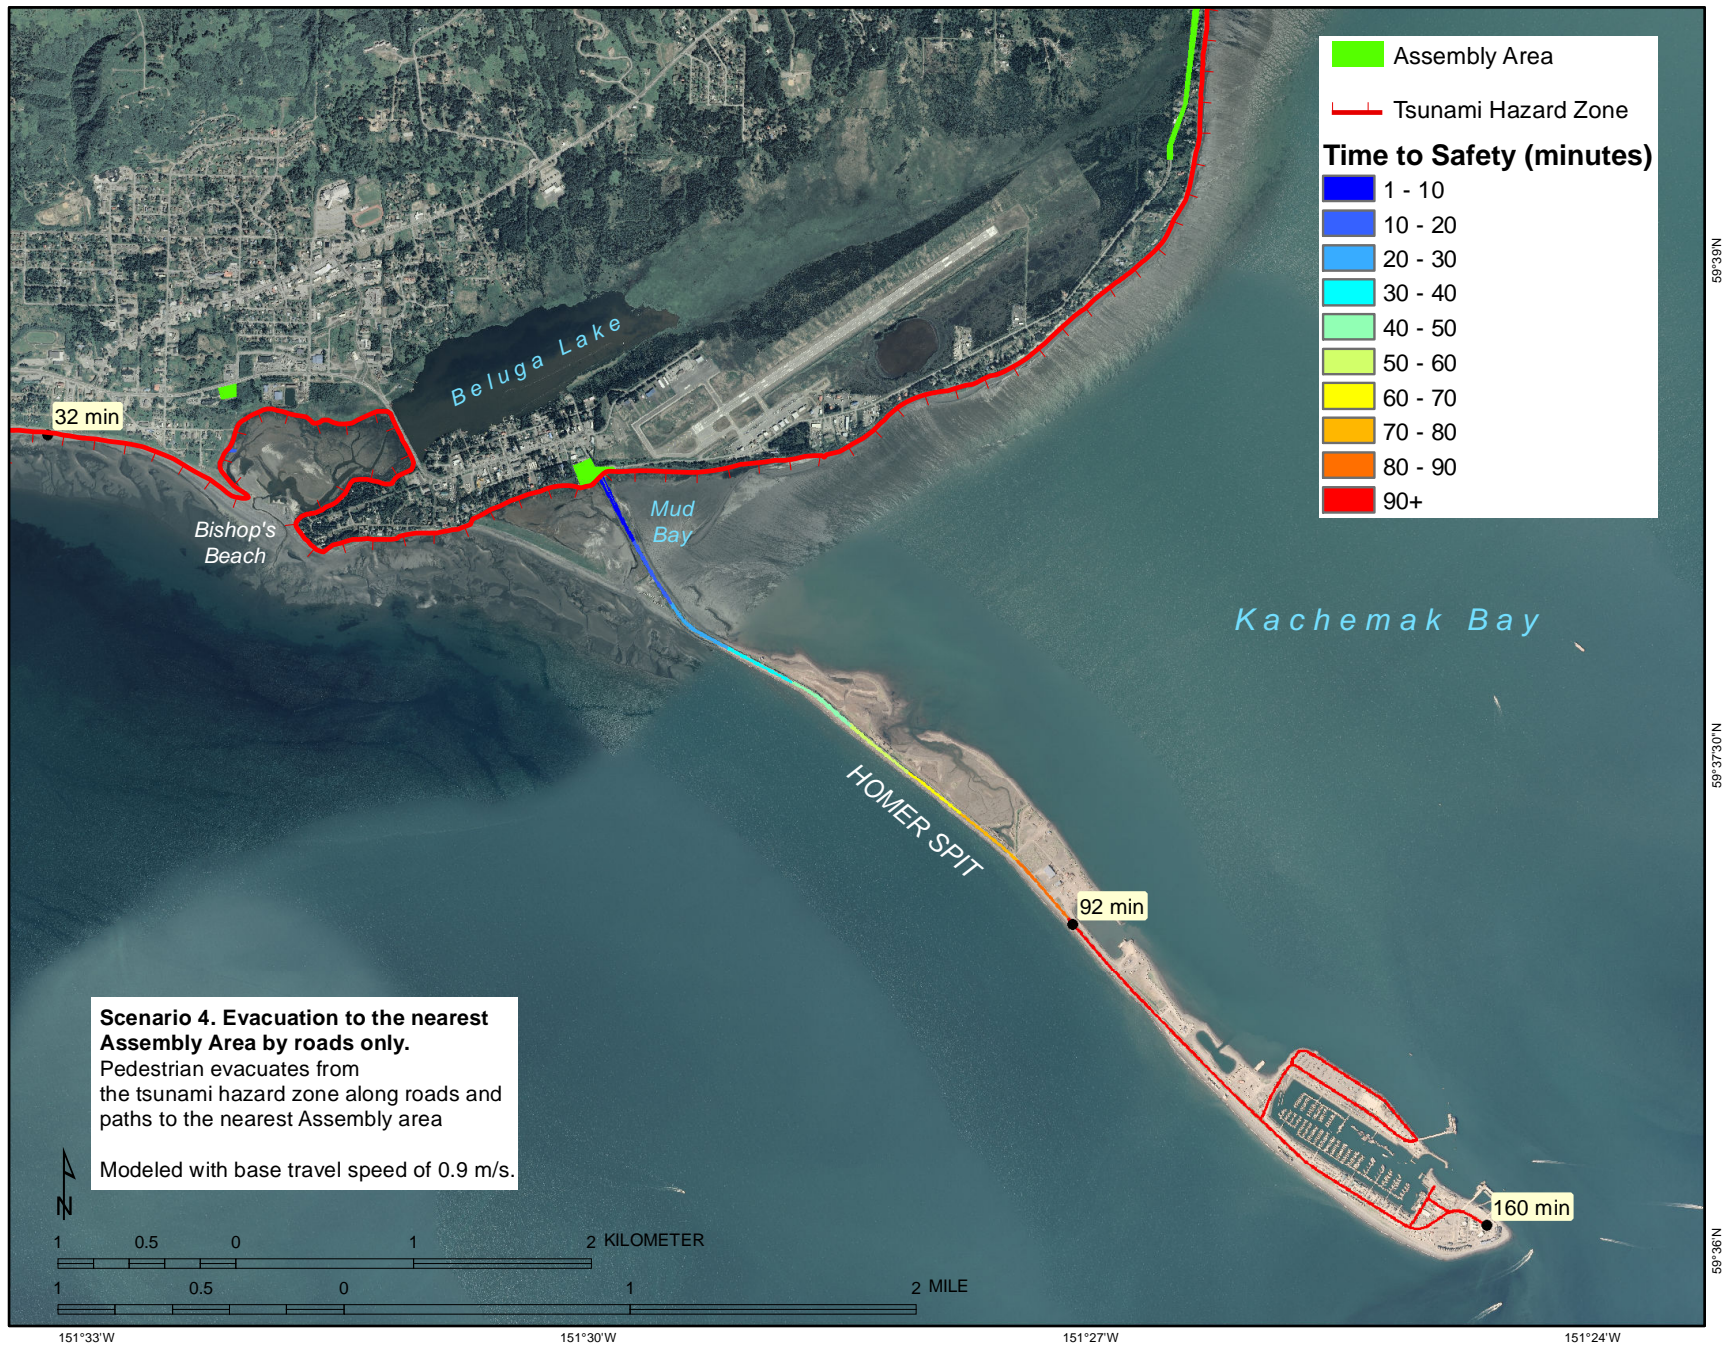 Assembly Area
Tsunami Hazard Zone
Time to Safety (minutes)
1 - 10
10 - 20
20 - 30
30 - 40
40 - 50
50 - 60
60 - 70
70 - 80
80 - 90
90+
59°39'N
Beluga Lake
32 min
Mud
Bay
Bishop's
Beach
Kachemak Bay
59°37'30"N
HOMER SPIT
92 min
Scenario 4. Evacuation to the nearest
Assembly Area by roads only.
Pedestrian evacuates from
the tsunami hazard zone along roads and
paths to the nearest Assembly area
Modeled with base travel speed of 0.9 m/s.
N
160 min
59°36'N
1 0.5 0 1 2 KILOMETER
1 0.5 0 1 2 MILE
151°33'W 151°30'W 151°27'W 151°24'W